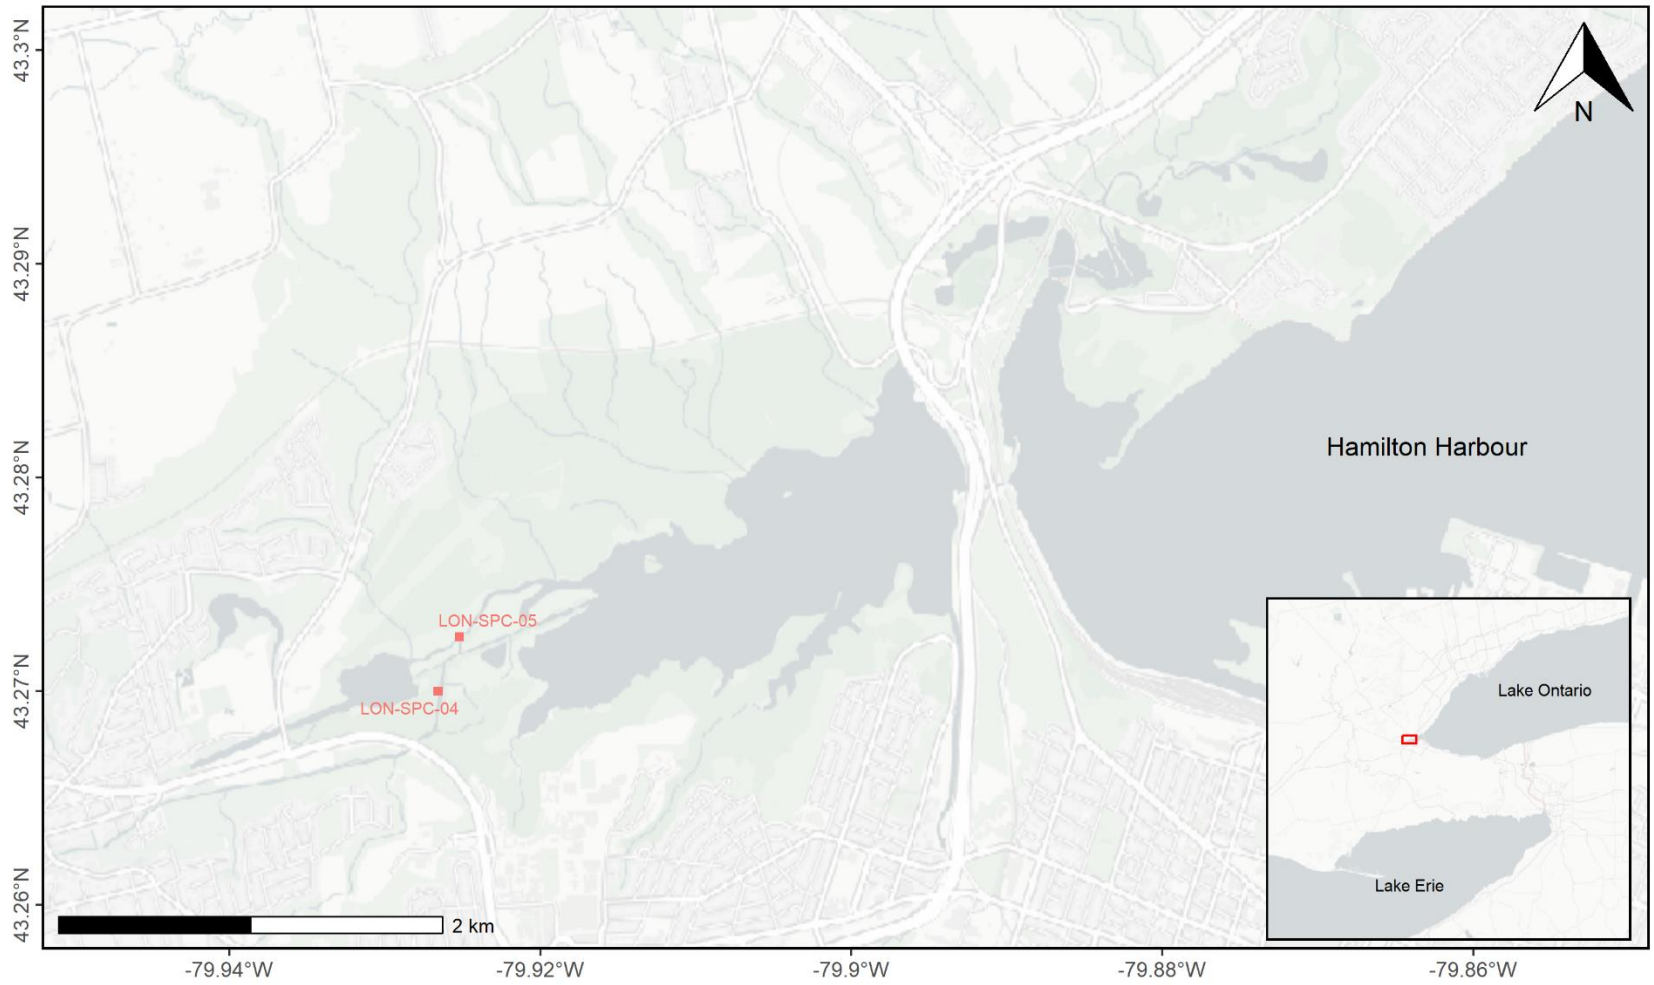 43.3°N
N
43.29°N
43.28°N
Hamilton Harbour
LON-SPC-05
43.27°N
LON-SPC-04
Lake Ontario
Lake Erie
43.26°N
2 km
-79.94°W
-79.92°W
-79.9°W
-79.88°W
-79.86°W